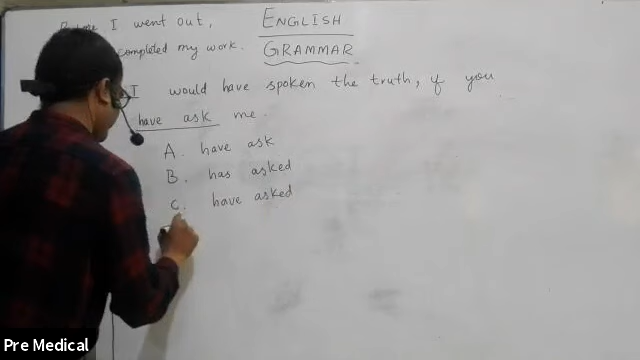 I went out,
completed my work.
ENGLISH
GRAMMAR
I would have spoken the truth, if you
have ask me.
A. have ask
B. has asked
C. have asked
Pre Medical